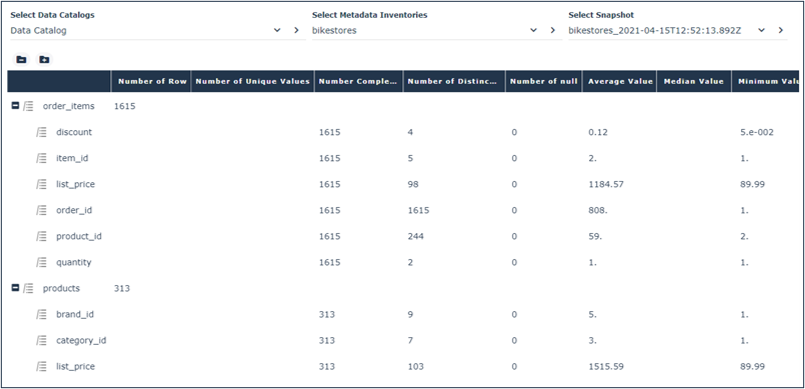 Select Data Catalogs Select Metadata Inventories Select Snapshot
Data Catalog bikestores bikestores_2021-04-15T12:52:13.892Z
Number of Row Number of Unique Values Number Comple... Number of Distinc... Number of null Average Value Median Value Minimum Valu
order_items 1615
discount 1615 4 0 0.12 5.e-002
item_id 1615 5 0 2. 1.
list_price 1615 98 0 1184.57 89.99
order_id 1615 1615 0 808. 1.
product_id 1615 244 0 59. 2.
quantity 1615 2 0 1. 1.
products 313
brand_id 313 9 0 5. 1.
category_id 313 7 0 3. 1.
list_price 313 103 0 1515.59 89.99